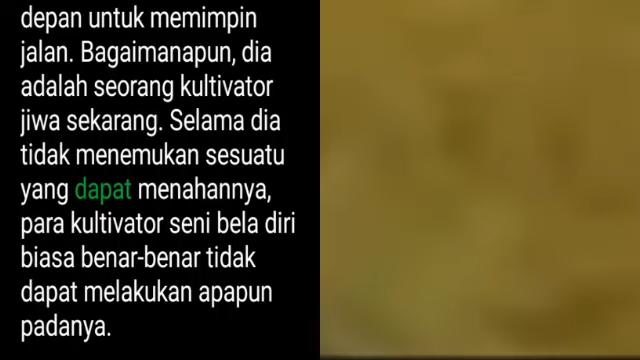 depan untuk memimpin
jalan. Bagaimanapun, dia
adalah seorang kultivator
jiwa sekarang. Selama dia
tidak menemukan sesuatu
yang dapat menahannya,
para kultivator seni bela diri
biasa benar-benar tidak
dapat melakukan apapun
padanya.